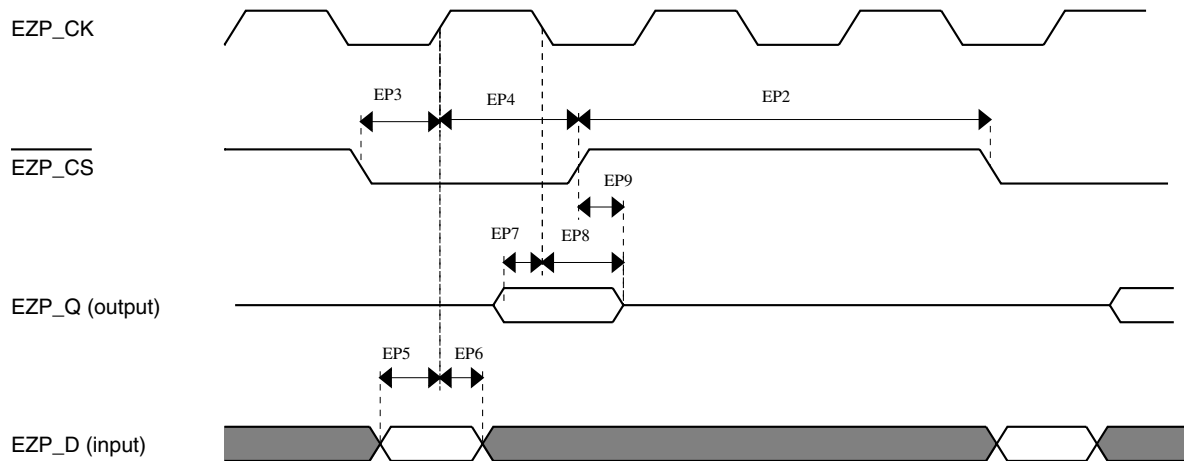 EZP_CK
EP3
EP4
EP2
EZP_CS
EP9
EP7
EP8
EZP_Q (output)
EP5
EP6
EZP_D (input)